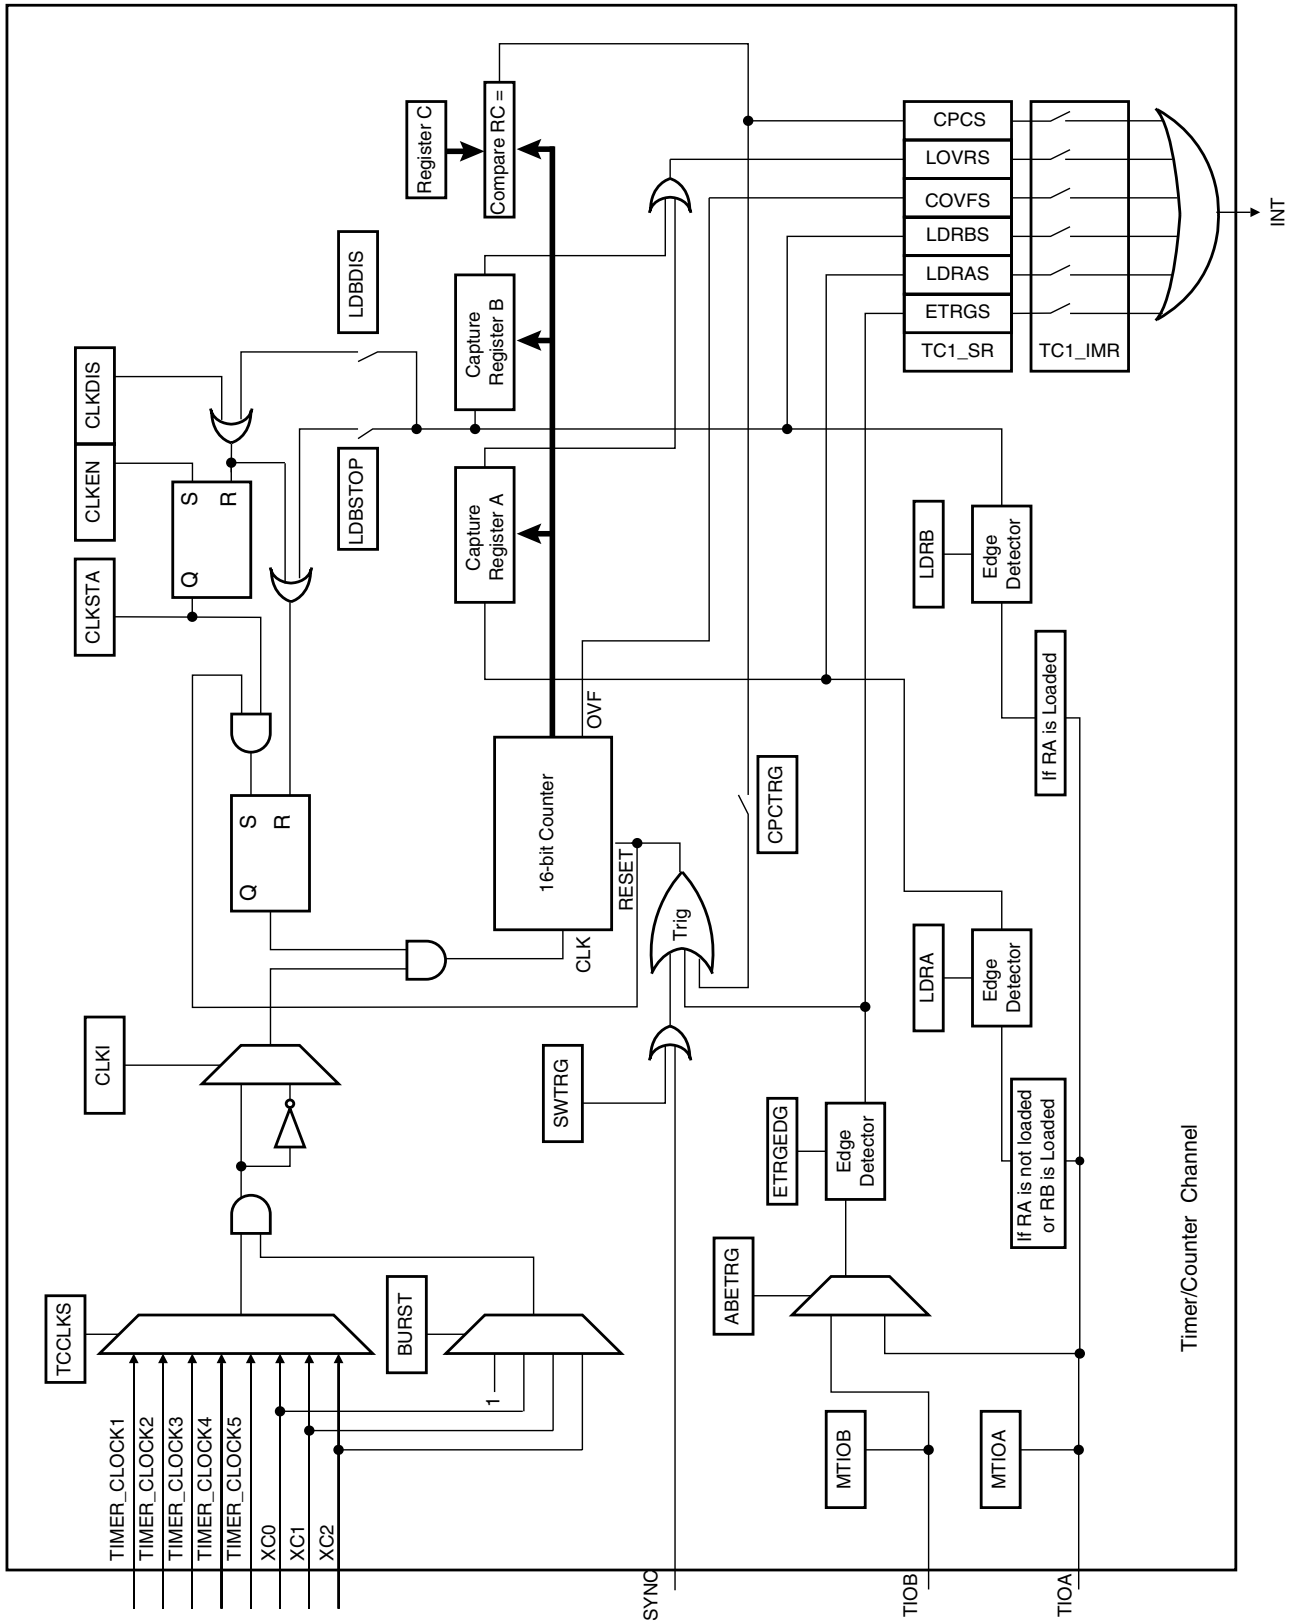 Register C
Compare RC =
CPCS
LOVRS
COVFS
LDRBS
LDRAS
ETRGS
TC1_SR
TC1_IMR
INT
LDBDIS
CLKDIS
CLKEN
CLKSTA
S
R
Q
LDBSTOP
Capture
Register B
Capture
Register A
LDRB
Edge
Detector
If RA is Loaded
OVF
16-bit Counter
RESET
CLK
S
R
Q
Trig
CPCTRG
LDRA
Edge
Detector
CLKI
SWTRG
ETRGEDG
Edge
Detector
If RA is not loaded
or RB is Loaded
Timer/Counter Channel
TCCLKS
BURST
ABETRG
1
MTIOB
MTIOA
TIMER_CLOCK1
TIMER_CLOCK2
TIMER_CLOCK3
TIMER_CLOCK4
TIMER_CLOCK5
XC0
XC1
XC2
SYNC
TIOB
TIOA